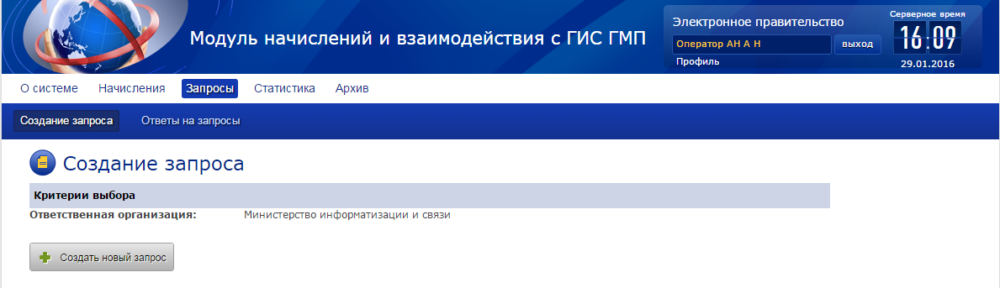 Модуль начислений и взаимодействия с ГИС ГМП
Электронное правительство
Оператор АН А Н
выход
Профиль
Серверное время
16:09
29.01.2016
О системе Начисления Запросы Статистика Архив
Создание запроса Ответы на запросы
Создание запроса
Критерии выбора
Ответственная организация: Министерство информатизации и связи
Создать новый запрос